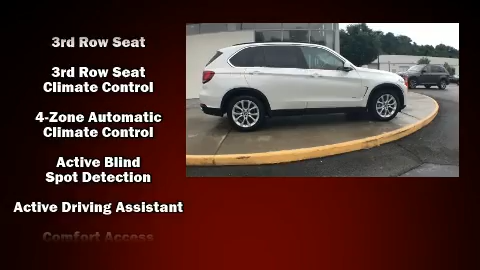 3rd Row Seat
3rd Row Seat
Climate Control
4-Zone Automatic
Climate Control
Active Blind
Spot Detection
Active Driving Assistant
Comfort Access